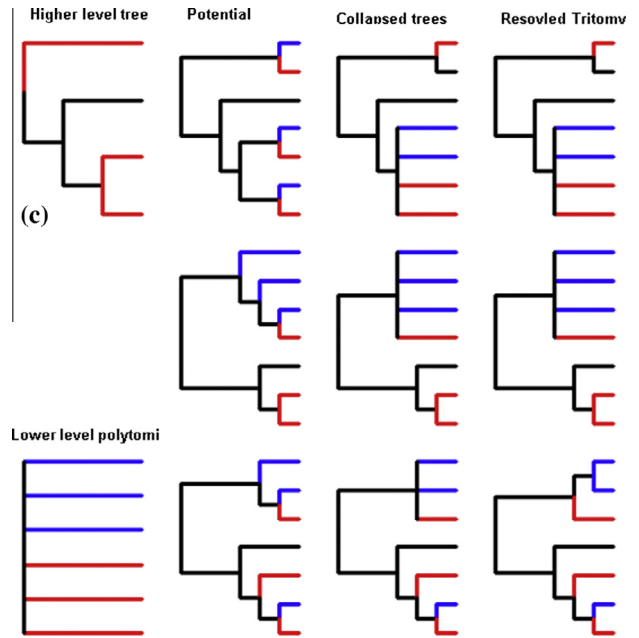 Higher level tree
Potential
Collapsed trees
Resovled Tritomy
(c)
Lower level polytomi